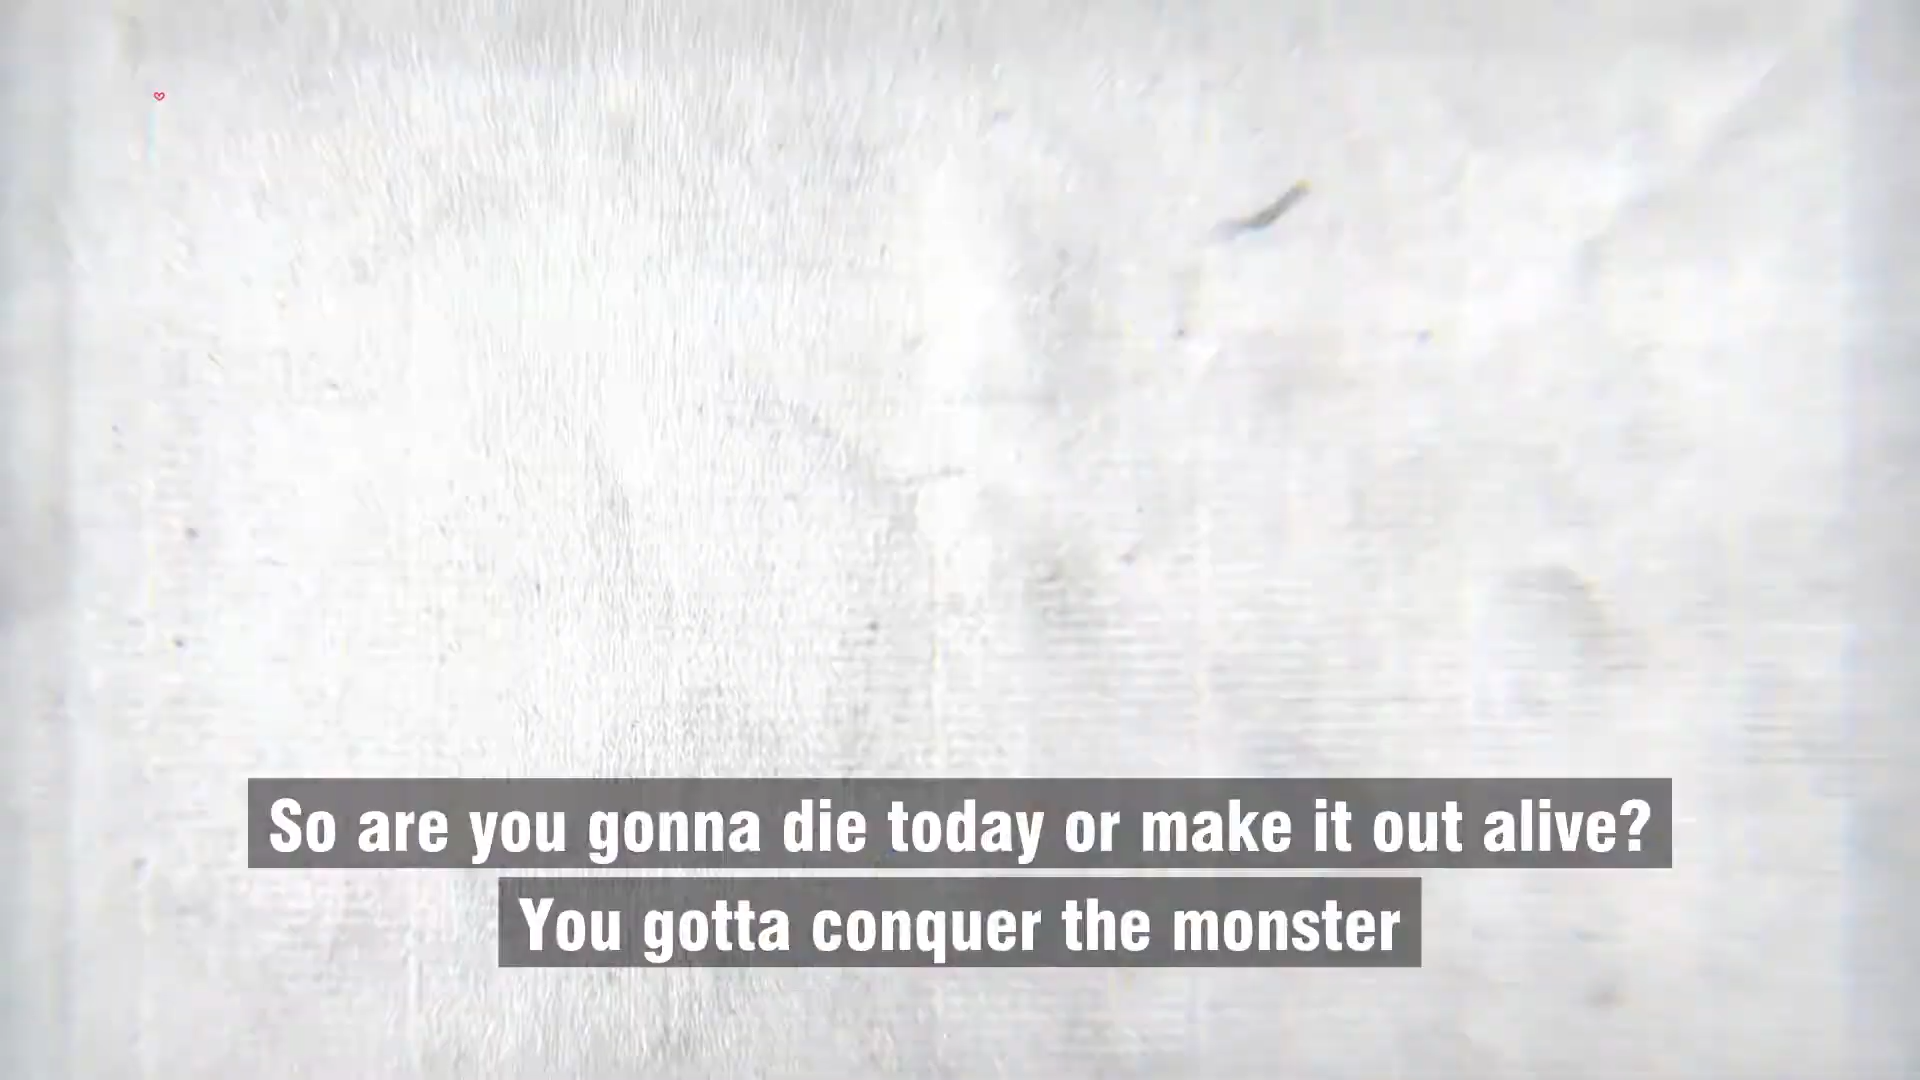 So are you gonna die today or make it out alive?
You gotta conquer the monster